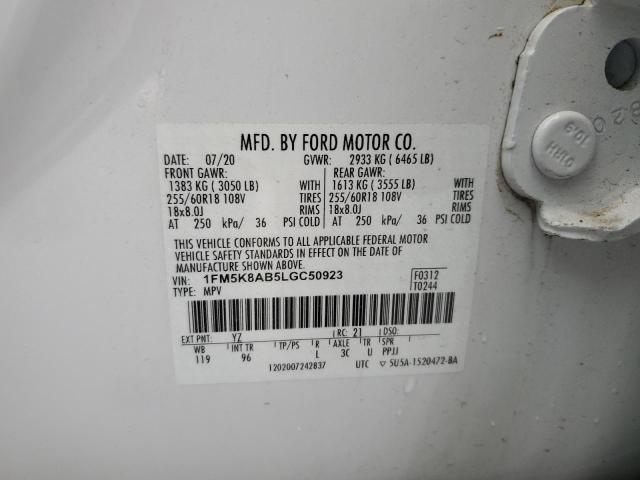 MFD. BY FORD MOTOR CO.
DATE: 07/20 GVWR: 2933 KG ( 6465 LB)
FRONT GAWR: REAR GAWR:
1383 KG ( 3050 LB) WITH 1613 KG ( 3555 LB) WITH
255/60R18 108V TIRES 255/60R18 108V TIRES
18x8.0J RIMS 18x8.0J RIMS
AT 250 kPa/ 36 PSI COLD AT 250 kPa/ 36 PSI COLD
THIS VEHICLE CONFORMS TO ALL APPLICABLE FEDERAL MOTOR
VEHICLE SAFETY STANDARDS IN EFFECT ON THE DATE OF
MANUFACTURE SHOWN ABOVE.
VIN: 1FM5K8AB5LGC50923 F0312
TYPE: MPV T0244
EXT PNT: YZ RC: 21 DSO:
WB INT TR TP/PS R AXLE TR SPR
119 96 L 3C U PPJJ
1202007242837 UTC ▽ 5U5A-1520472-BA
820
10.9